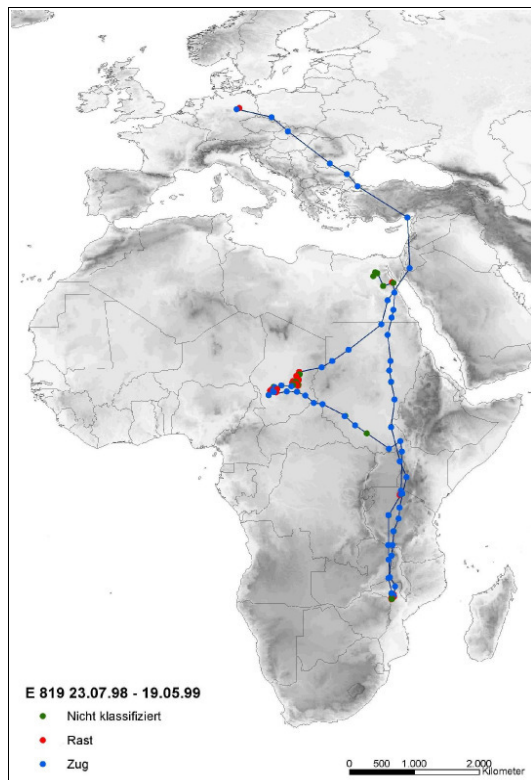 E 819 23.07.98 - 19.05.99
Nicht klassifiziert
Rast
Zug
0 500 1.000 2.000
Kilometer